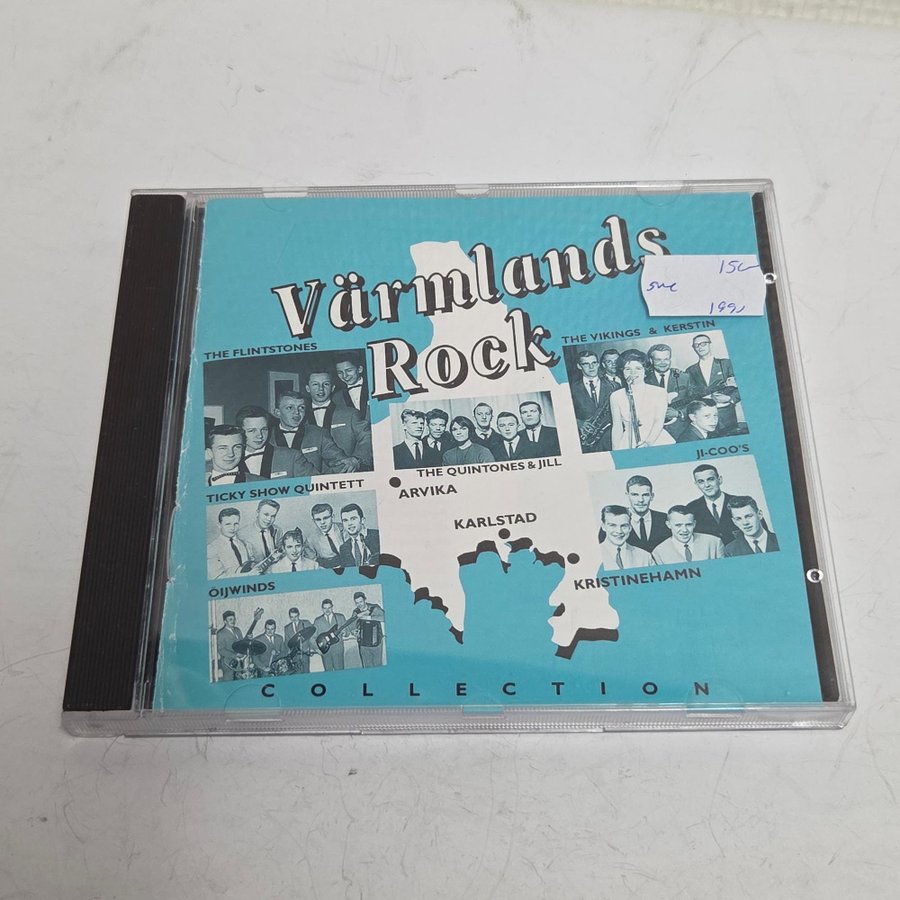 Värmlands
Rock
THE FLINTSTONES
THE VIKINGS & KERSTIN
THE QUINTONES & JILL
JI-COO'S
TICKY SHOW QUINTETT
ARVIKA
KARLSTAD
KRISTINEHAMN
ÖIJWINDS
COLLECTION